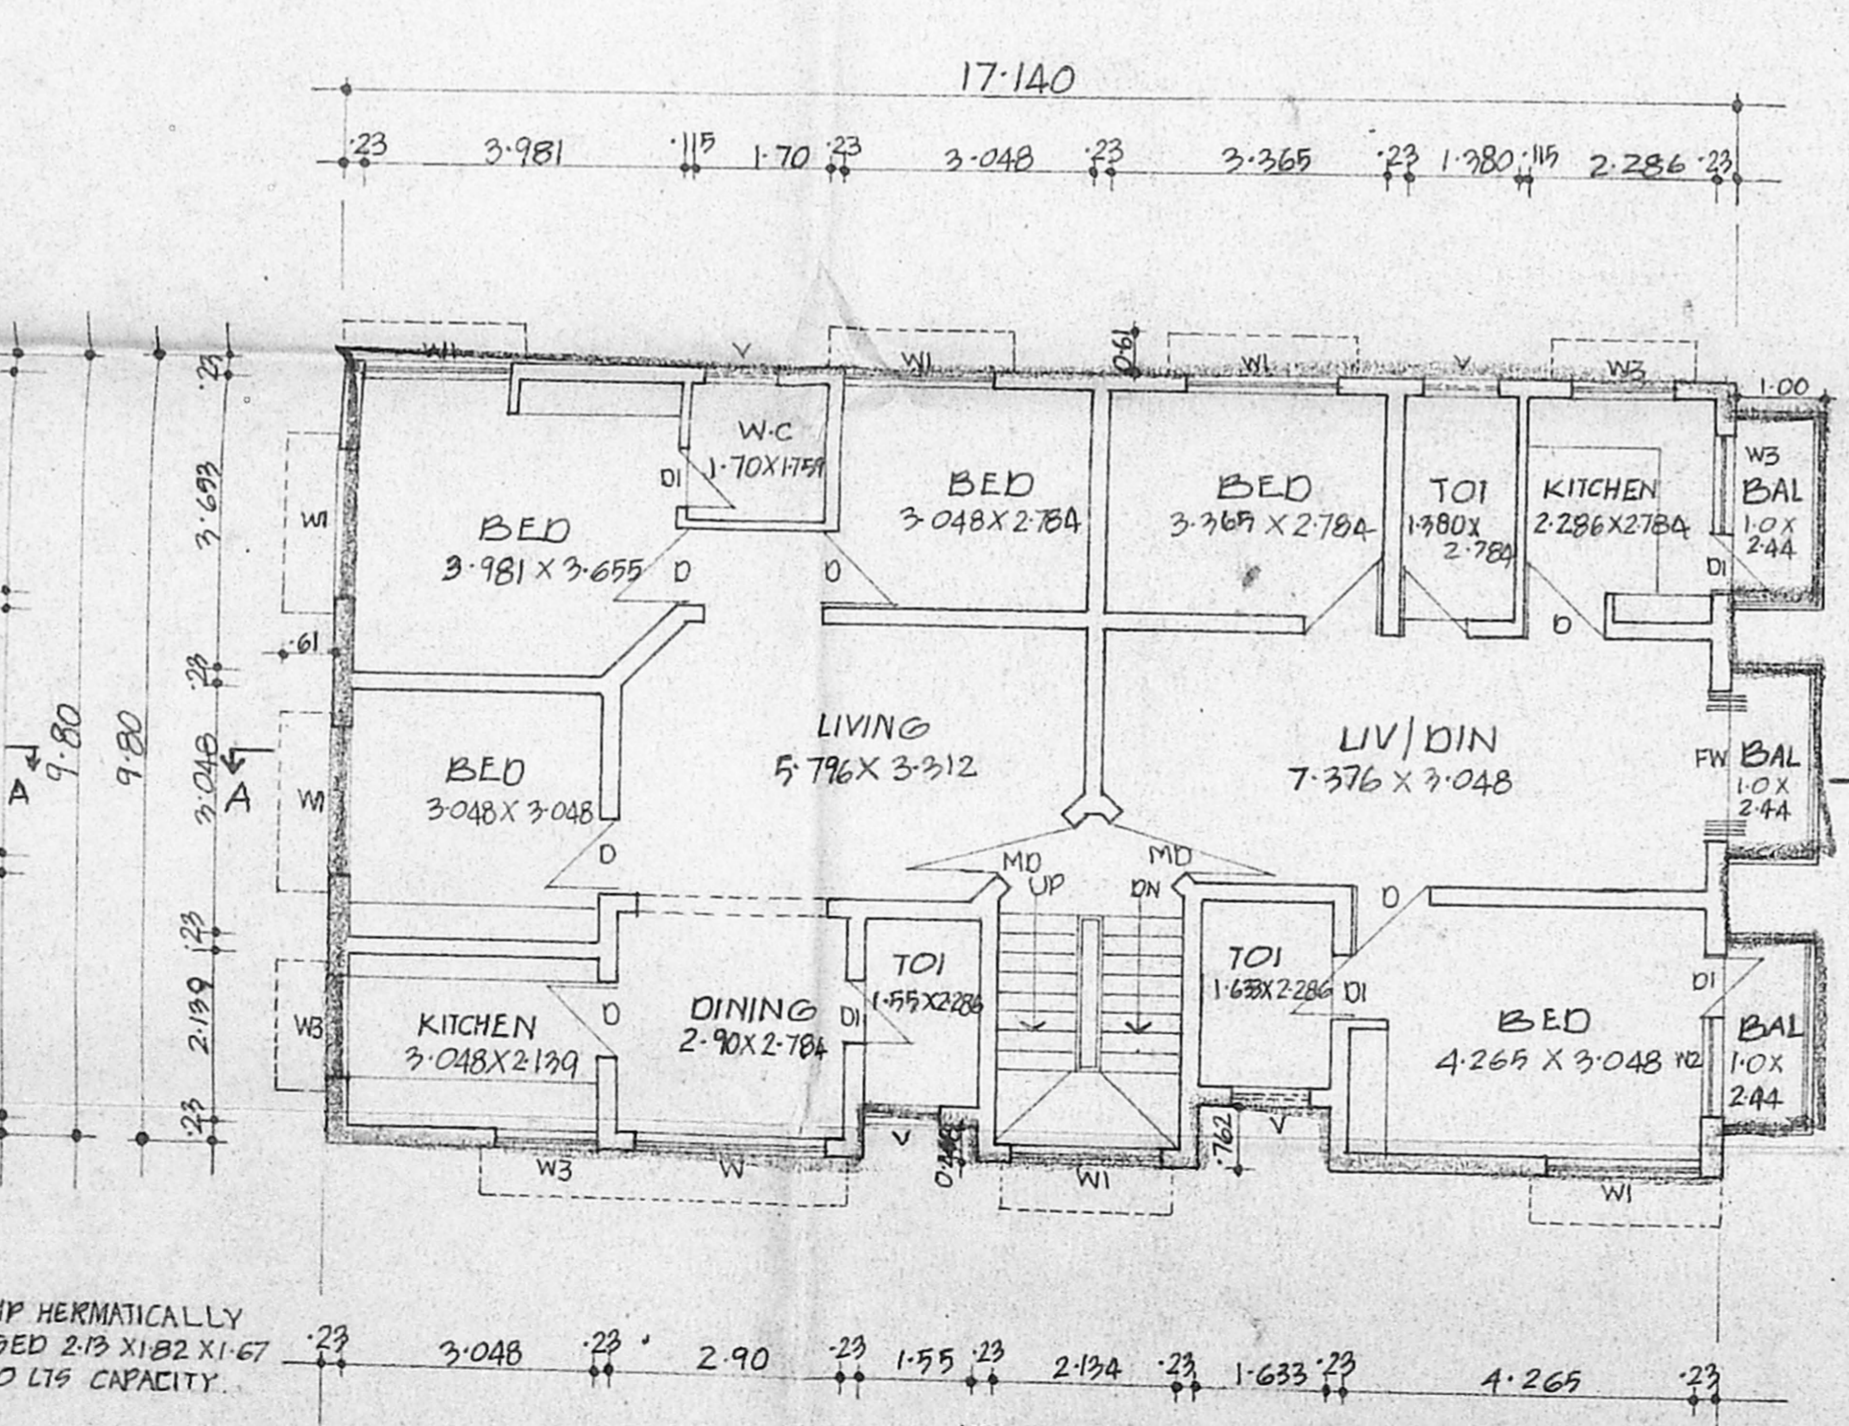 17.140
.23 3.981 .115 1.70 .23 3.048 .23 3.365 .23 1.380 .115 2.286 .23
W1 V W1 0.61 W1 V W3
1.00
.23
3.693
.23
3.048
.23
2.139
.23
9.80
9.80
A
A
.61
W1
W1
W3
BED
3.981 X 3.655
D1
W.C
1.70X1.759
D
D
BED
3.048X2.784
BED
3.365 X 2.784
TOI
1.380X
2.784
KITCHEN
2.286X2.784
D
D1
W3
BAL
1.0X
2.44
BED
3.048X 3.048
D
LIVING
5.796X 3.312
LIV/DIN
7.376 X 3.048
FW
BAL
1.0X
2.44
MD
MD
UP
DN
D
KITCHEN
3.048X2.139
D
DINING
2.90X2.784
D1
TOI
1.55X2.286
TOI
1.633X2.286
D1
BED
4.265 X 3.048
D1
W2
BAL
1.0X
2.44
W3 W V W1 .762 V W1
HERMATICALLY
2.13 X1.82 X1.67
LTS CAPACITY.
.23 3.048 .23 2.90 .23 1.55 .23 2.134 .23 1.633 .23 4.265 .23